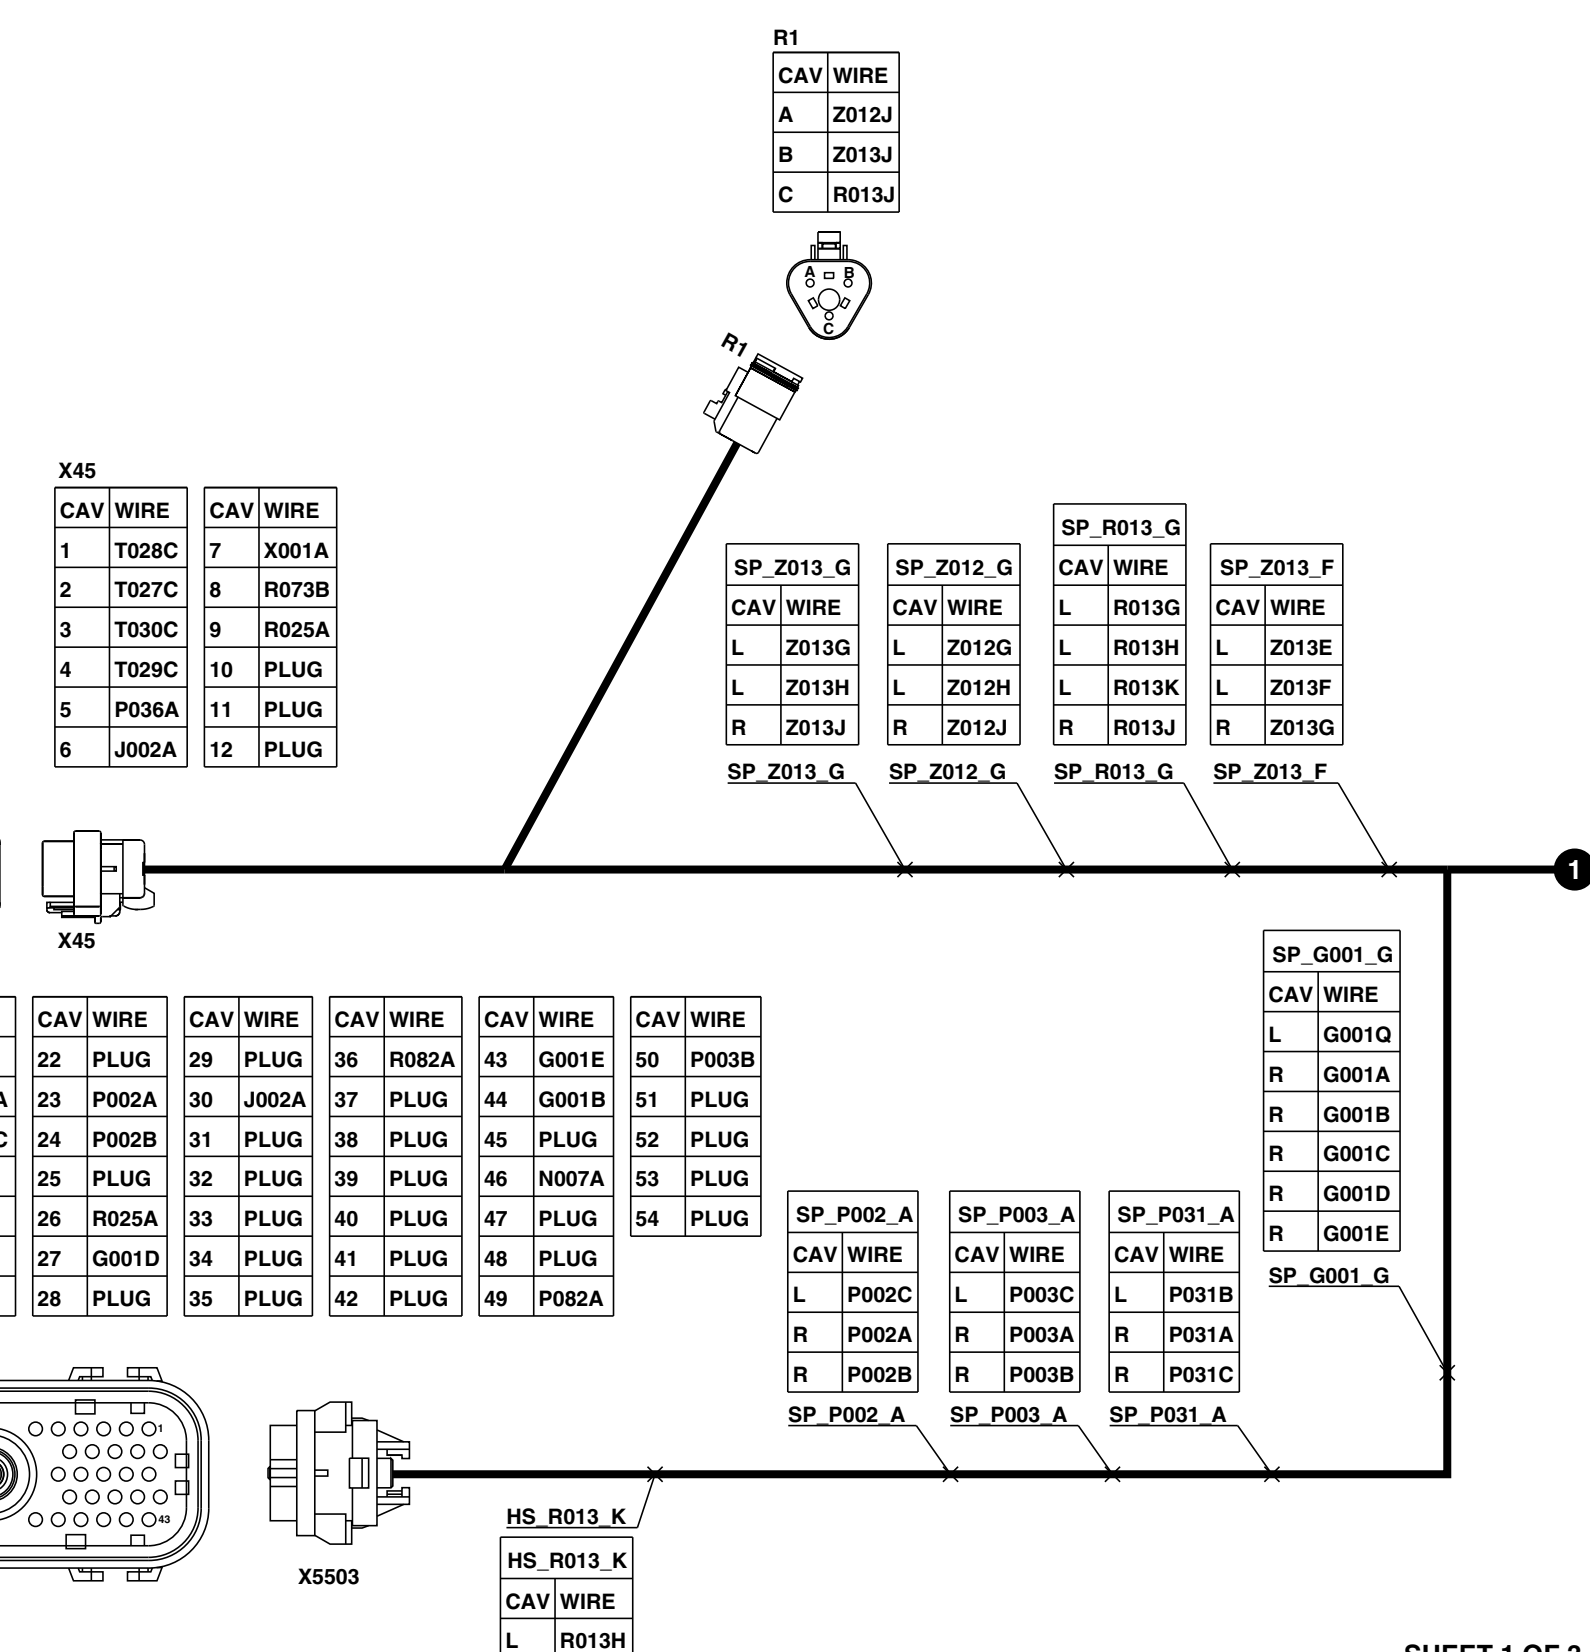 R1
CAV WIRE
A Z012J
B Z013J
C R013J
A B
C
R1
X45
CAV WIRE CAV WIRE
1 T028C 7 X001A
2 T027C 8 R073B
3 T030C 9 R025A
4 T029C 10 PLUG
5 P036A 11 PLUG
6 J002A 12 PLUG
SP_Z013_G
CAV WIRE
L Z013G
L Z013H
R Z013J
SP_Z013_G
SP_Z012_G
CAV WIRE
L Z012G
L Z012H
R Z012J
SP_Z012_G
SP_R013_G
CAV WIRE
L R013G
L R013H
L R013K
R R013J
SP_R013_G
SP_Z013_F
CAV WIRE
L Z013E
L Z013F
R Z013G
SP_Z013_F
1
X45
SP_G001_G
CAV WIRE
L G001Q
R G001A
R G001B
R G001C
R G001D
R G001E
SP_G001_G
CAV WIRE CAV WIRE CAV WIRE CAV WIRE CAV WIRE
22 PLUG 29 PLUG 36 R082A 43 G001E 50 P003B
A 23 P002A 30 J002A 37 PLUG 44 G001B 51 PLUG
C 24 P002B 31 PLUG 38 PLUG 45 PLUG 52 PLUG
25 PLUG 32 PLUG 39 PLUG 46 N007A 53 PLUG
26 R025A 33 PLUG 40 PLUG 47 PLUG 54 PLUG
27 G001D 34 PLUG 41 PLUG 48 PLUG
28 PLUG 35 PLUG 42 PLUG 49 P082A
SP_P002_A
CAV WIRE
L P002C
R P002A
R P002B
SP_P002_A
SP_P003_A
CAV WIRE
L P003C
R P003A
R P003B
SP_P003_A
SP_P031_A
CAV WIRE
L P031B
R P031A
R P031C
SP_P031_A
1
43
X5503
HS_R013_K
HS_R013_K
CAV WIRE
L R013H
SHEET 1 OF